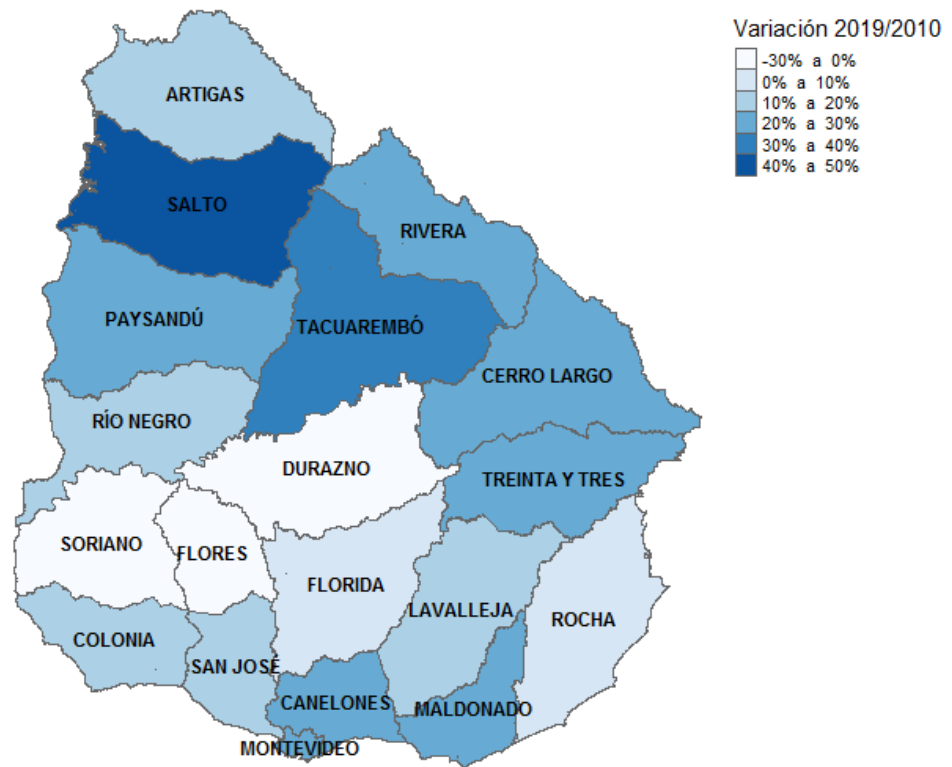 Variación 2019/2010
-30% a 0%
0% a 10%
10% a 20%
20% a 30%
30% a 40%
40% a 50%
ARTIGAS
SALTO
RIVERA
PAYSANDÚ
TACUAREMBÓ
CERRO LARGO
RÍO NEGRO
DURAZNO
TREINTA Y TRES
SORIANO
FLORES
FLORIDA
LAVALLEJA
ROCHA
COLONIA
SAN JOSÉ
CANELONES
MALDONADO
MONTEVIDEO